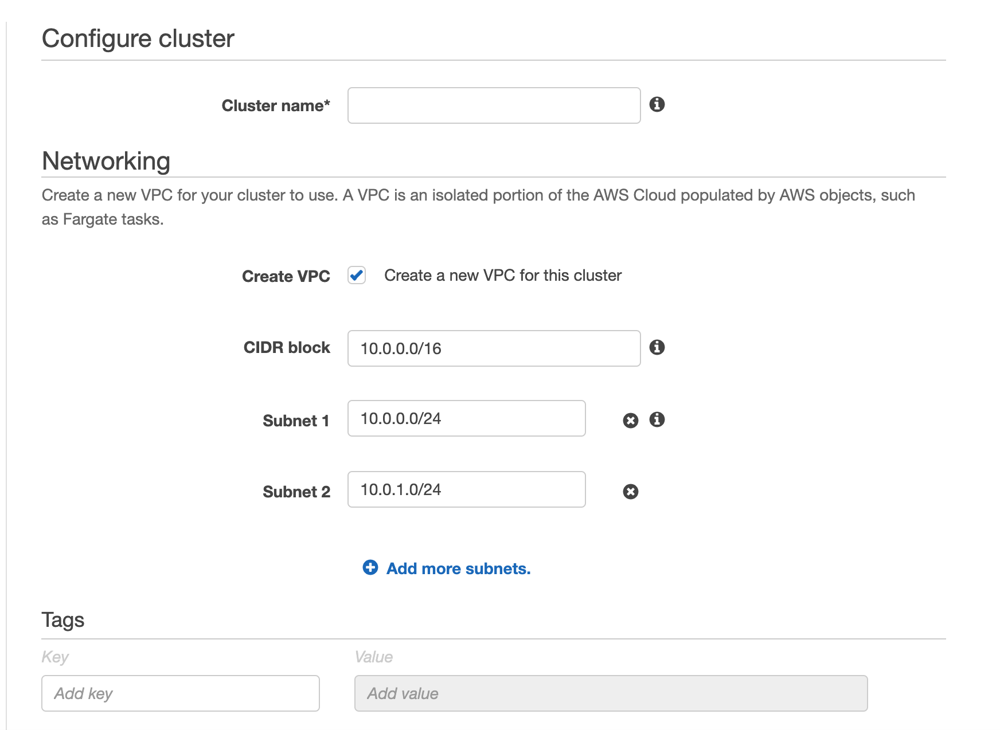 Configure cluster
Cluster name*
Networking
Create a new VPC for your cluster to use. A VPC is an isolated portion of the AWS Cloud populated by AWS objects, such
as Fargate tasks.
Create VPC Create a new VPC for this cluster
CIDR block 10.0.0.0/16
Subnet 1 10.0.0.0/24
Subnet 2 10.0.1.0/24
Add more subnets.
Tags
Key Value
Add key Add value